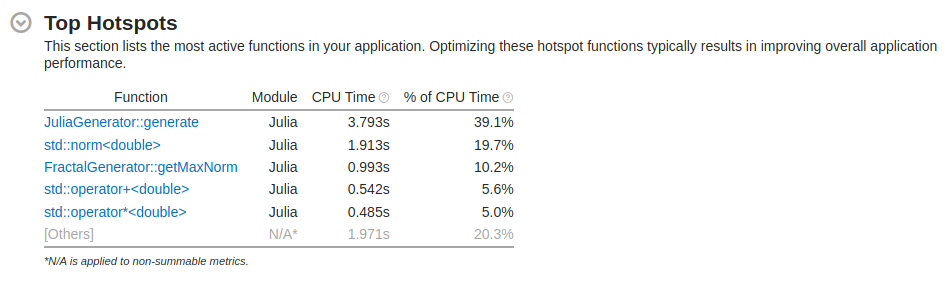 Top Hotspots
This section lists the most active functions in your application. Optimizing these hotspot functions typically results in improving overall application
performance.
Function Module CPU Time % of CPU Time
JuliaGenerator::generate Julia 3.793s 39.1%
std::norm<double> Julia 1.913s 19.7%
FractalGenerator::getMaxNorm Julia 0.993s 10.2%
std::operator+<double> Julia 0.542s 5.6%
std::operator*<double> Julia 0.485s 5.0%
[Others] N/A* 1.971s 20.3%
*N/A is applied to non-summable metrics.